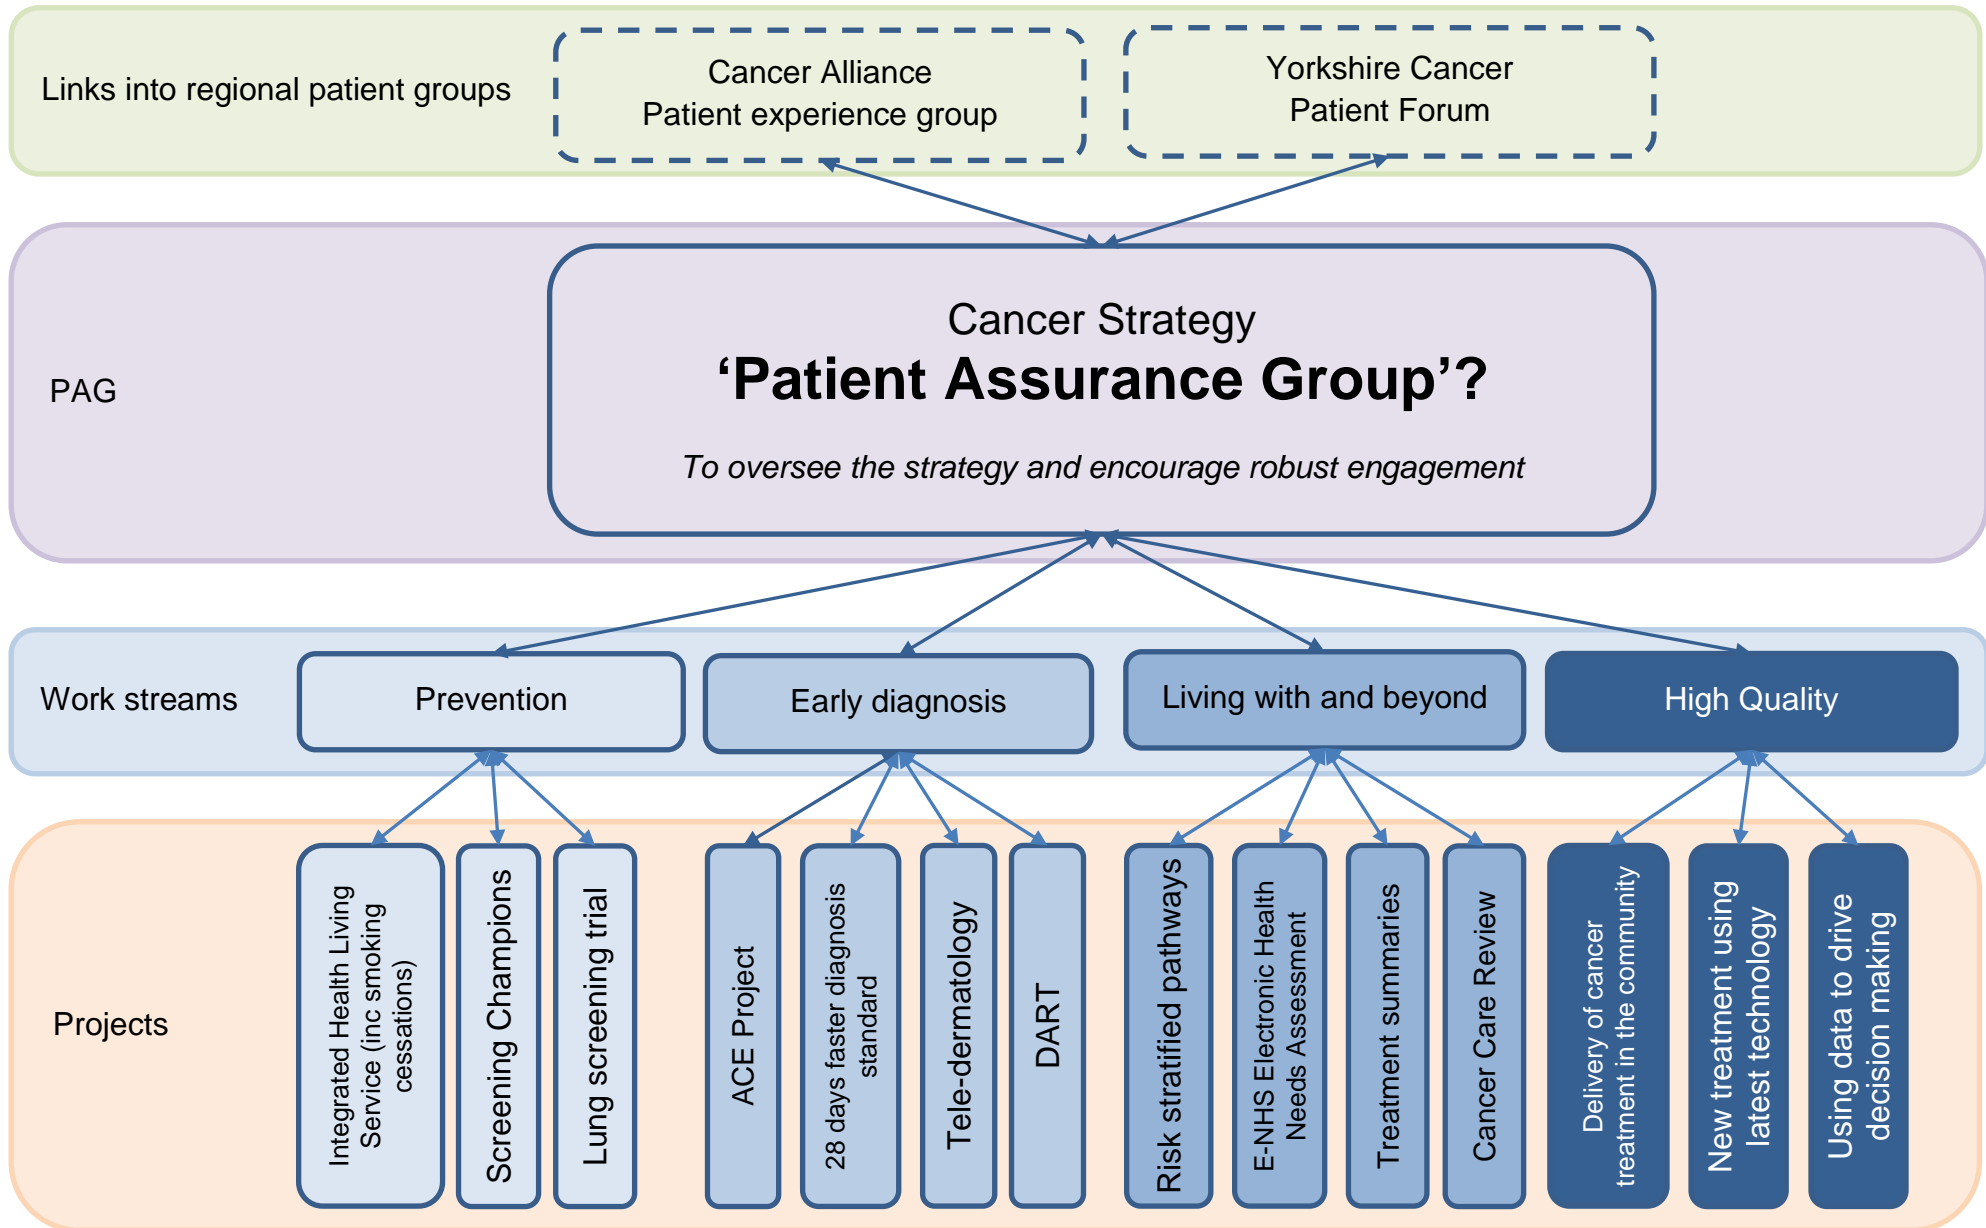 Links into regional patient groups
Cancer Alliance
Patient experience group
Yorkshire Cancer
Patient Forum
PAG
Cancer Strategy
‘Patient Assurance Group’?
To oversee the strategy and encourage robust engagement
Work streams
Prevention
Early diagnosis
Living with and beyond
High Quality
Projects
Integrated Health Living
Service (inc smoking
cessations)
Screening Champions
Lung screening trial
ACE Project
28 days faster diagnosis
standard
Tele-dermatology
DART
Risk stratified pathways
E-NHS Electronic Health
Needs Assessment
Treatment summaries
Cancer Care Review
Delivery of cancer
treatment in the community
New treatment using
latest technology
Using data to drive
decision making